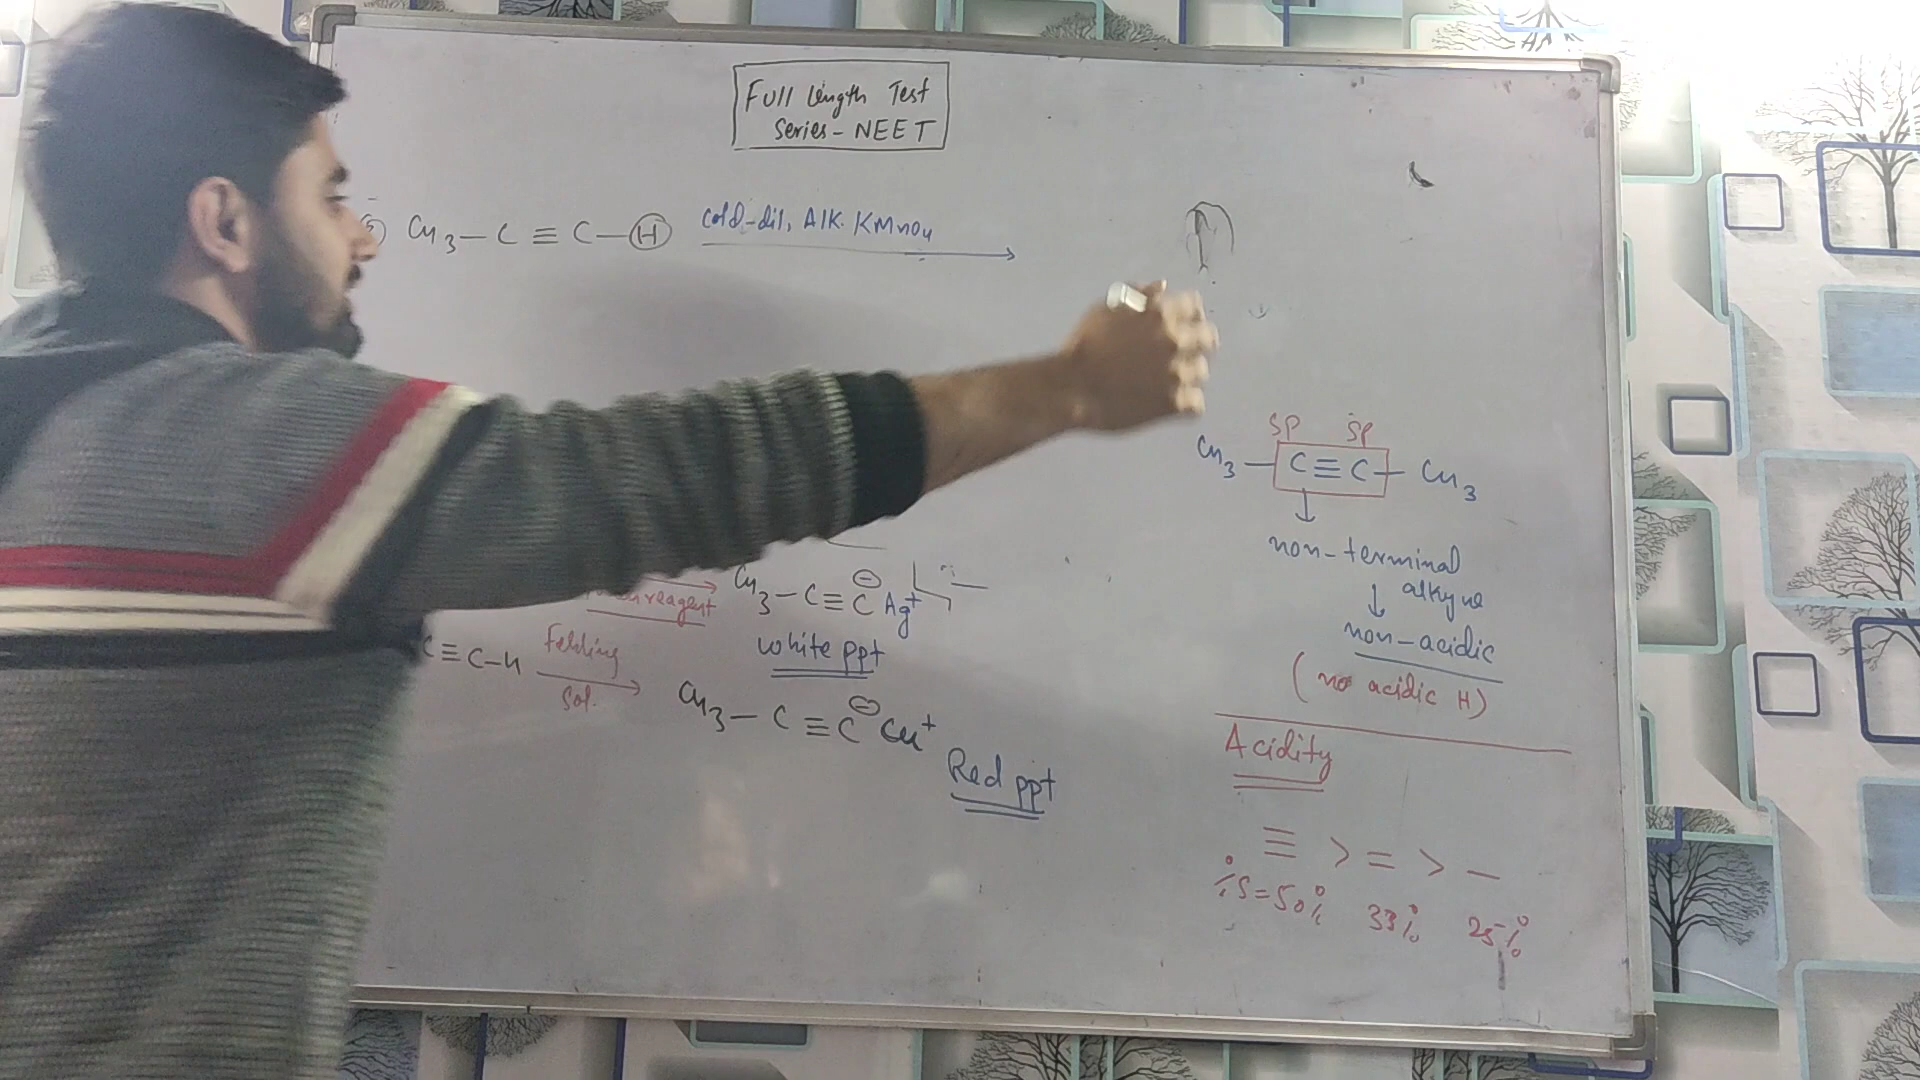 Full Length Test
Series - NEET
CH3 — C ≡ C — H
cold-dil, Alk. KMnO4
SP SP
CH3 — C ≡ C — CH3
↓
non-terminal
alkyne
↓
non-acidic
(no acidic H)
reagent
CH3 — C ≡ C⊖ Ag+
white ppt
C ≡ C-H
Fehling
Sol.
CH3 — C ≡ C⊖ Cu+
Red ppt
Acidity
≡ > = > —
% S = 50% 33% 25%